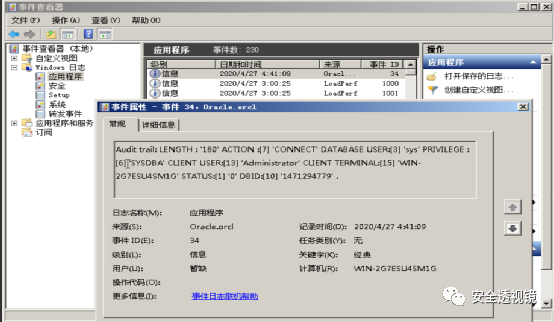 事件查看器
文件(F) 操作(A) 查看(V) 帮助(H)
事件查看器 (本地)
自定义视图
Windows 日志
应用程序
安全
Setup
系统
转发事件
应用程序和服务
订阅
应用程序 事件数: 230
级别 日期和时间 来源 事件 ID
信息 2020/4/27 4:41:09 Oracl... 34
信息 2020/4/27 3:00:25 LoadPerf 1000
信息 2020/4/27 3:00:25 LoadPerf 1001
操作
应用程序
打开保存的日志...
创建自定义视图...
事件属性 - 事件 34, Oracle.orcl
常规 详细信息
Audit trail: LENGTH : "160" ACTION :[7] 'CONNECT' DATABASE USER:[3] 'sys' PRIVILEGE :
[6] 'SYSDBA' CLIENT USER:[13] 'Administrator' CLIENT TERMINAL:[15] 'WIN-
2G7ESU4SM1G' STATUS:[1] '0' DBID:[10] '1471294779' .
日志名称(M): 应用程序
来源(S): Oracle.orcl 记录时间(D): 2020/4/27 4:41:09
事件 ID(E): 34 任务类别(Y): 无
级别(L): 信息 关键字(K): 经典
用户(U): 暂缺 计算机(R): WIN-2G7ESU4SM1G
操作代码(O):
更多信息(I): 事件日志联机帮助
安全透视镜